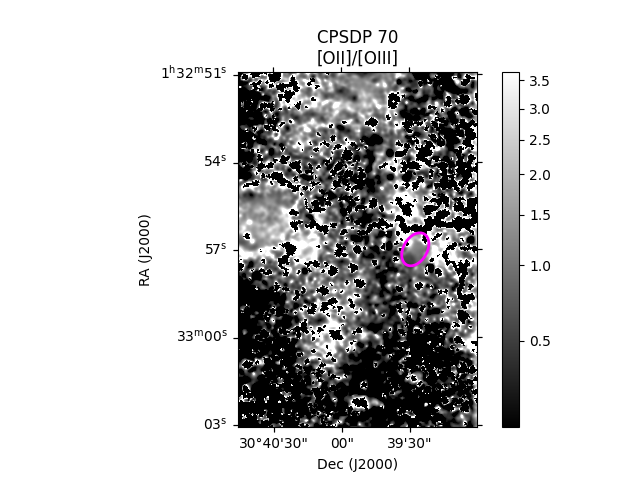 CPSDP 70
[OII]/[OIII]
1ʰ32ᵐ51ˢ
54ˢ
57ˢ
33ᵐ00ˢ
03ˢ
RA (J2000)
30°40'30"
00"
39'30"
Dec (J2000)
3.5
3.0
2.5
2.0
1.5
1.0
0.5